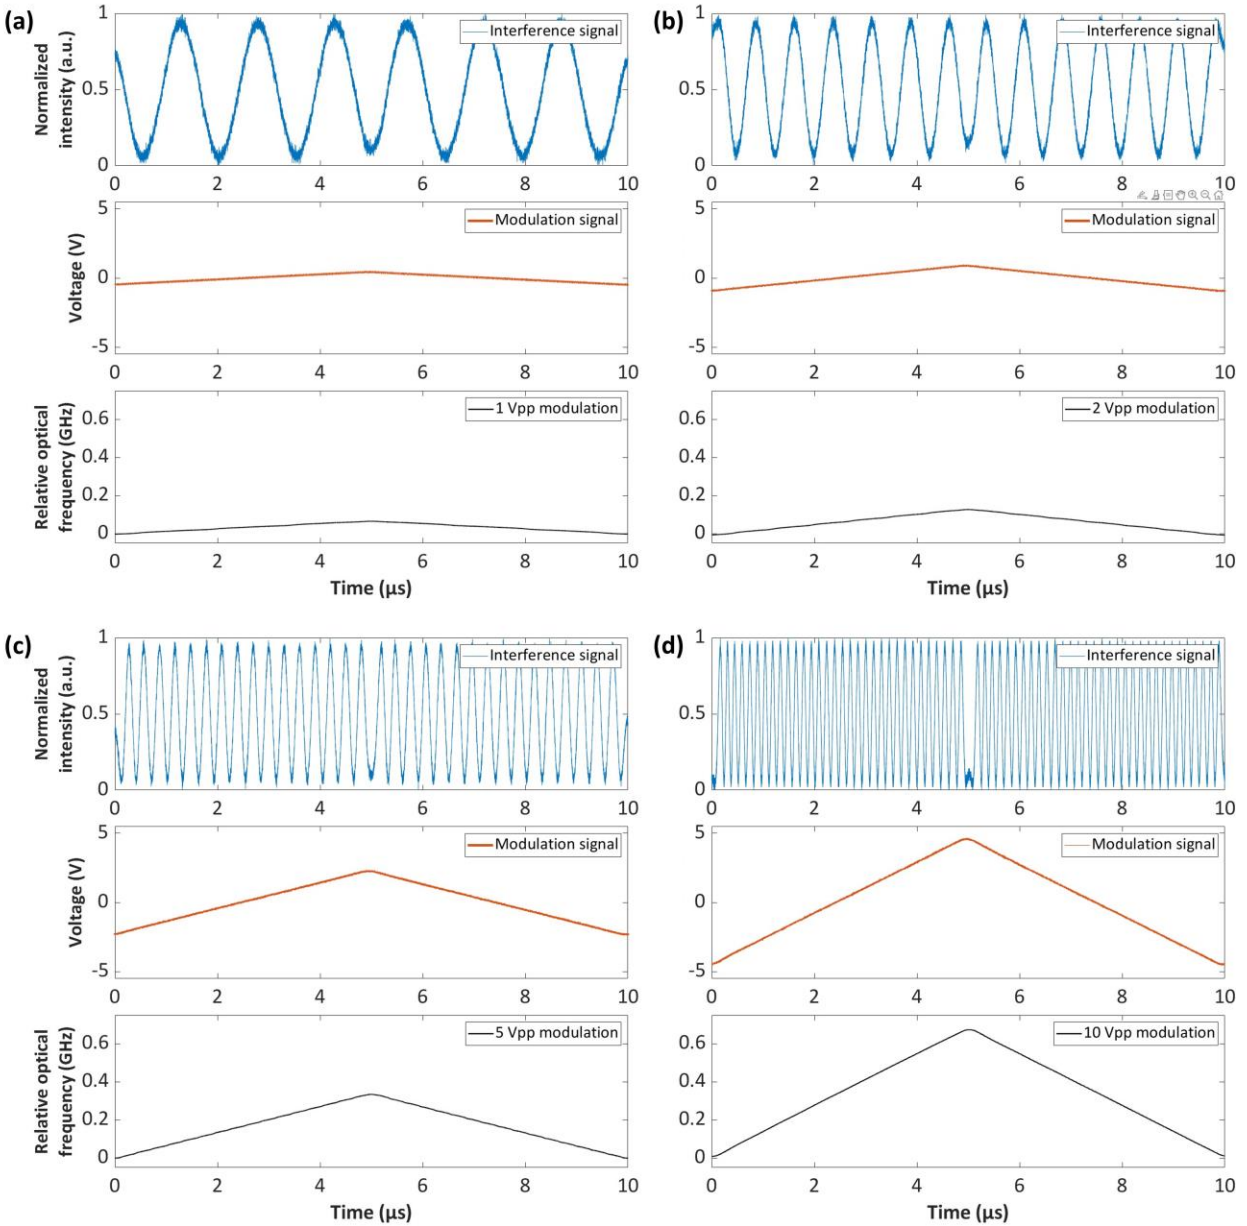 (a)
Normalized
intensity (a.u.)
1
0.5
0
Interference signal
0 2 4 6 8 10
Voltage (V)
5
0
-5
Modulation signal
0 2 4 6 8 10
Relative optical
frequency (GHz)
0.6
0.4
0.2
0
1 Vpp modulation
0 2 4 6 8 10
Time (μs)
(b)
1
0.5
0
Interference signal
0 2 4 6 8 10
5
0
-5
Modulation signal
0 2 4 6 8 10
0.6
0.4
0.2
0
2 Vpp modulation
0 2 4 6 8 10
Time (μs)
(c)
Normalized
intensity (a.u.)
1
0.5
0
Interference signal
0 2 4 6 8 10
Voltage (V)
5
0
-5
Modulation signal
0 2 4 6 8 10
Relative optical
frequency (GHz)
0.6
0.4
0.2
0
5 Vpp modulation
0 2 4 6 8 10
Time (μs)
(d)
1
0.5
0
Interference signal
0 2 4 6 8 10
5
0
-5
Modulation signal
0 2 4 6 8 10
0.6
0.4
0.2
0
10 Vpp modulation
0 2 4 6 8 10
Time (μs)